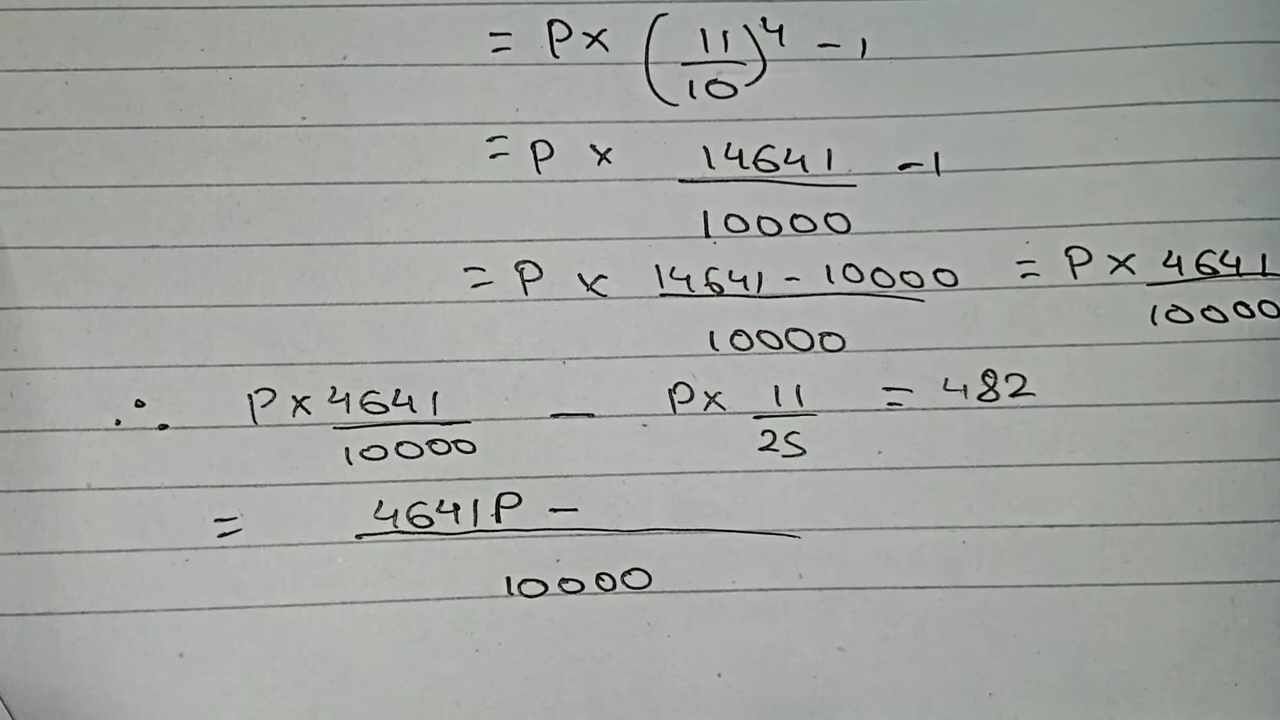 = P× (11/10)^4 - 1
= P × 14641/10000 - 1
= P × 14641 - 10000/10000 = P × 4641/10000
∴ P×4641/10000 - P× 11/25 = 482
= 4641P - /10000